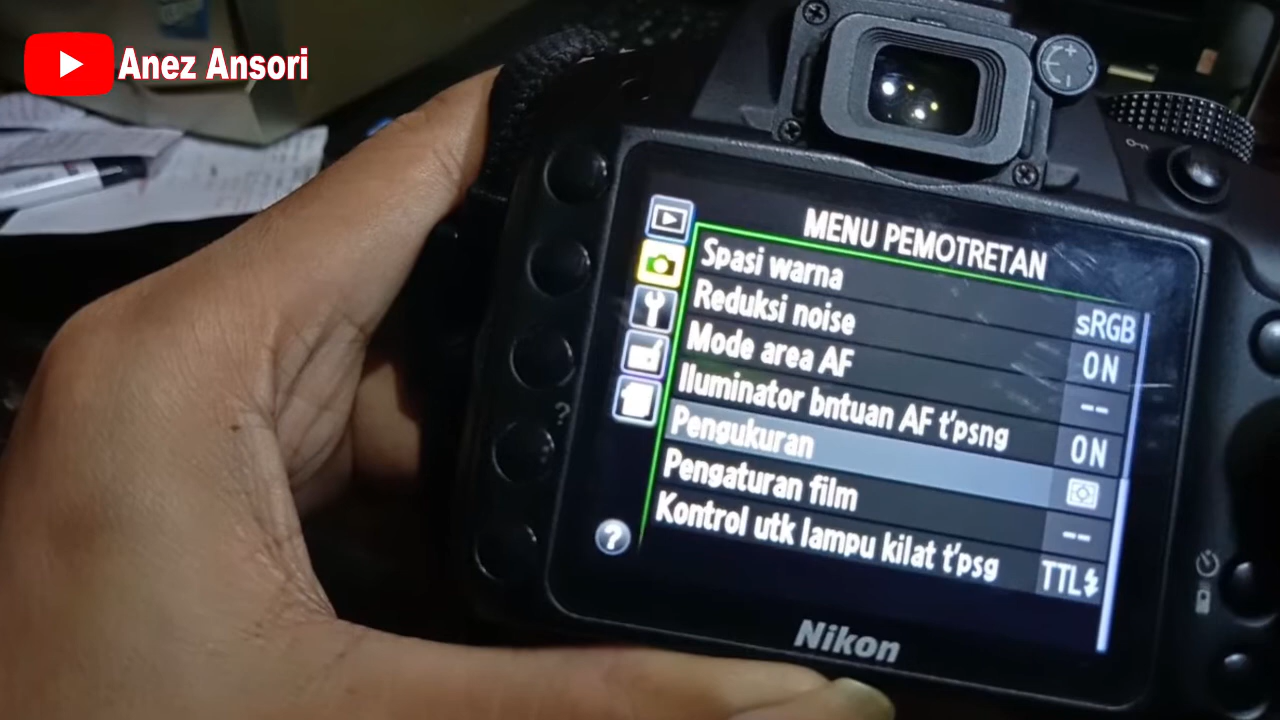 Anez Ansori
MENU PEMOTRETAN
Spasi warna sRGB
Reduksi noise ON
Mode area AF --
Iluminator bntuan AF t'psng ON
Pengukuran
Pengaturan film --
Kontrol utk lampu kilat t'psg TTL
?
?
Nikon